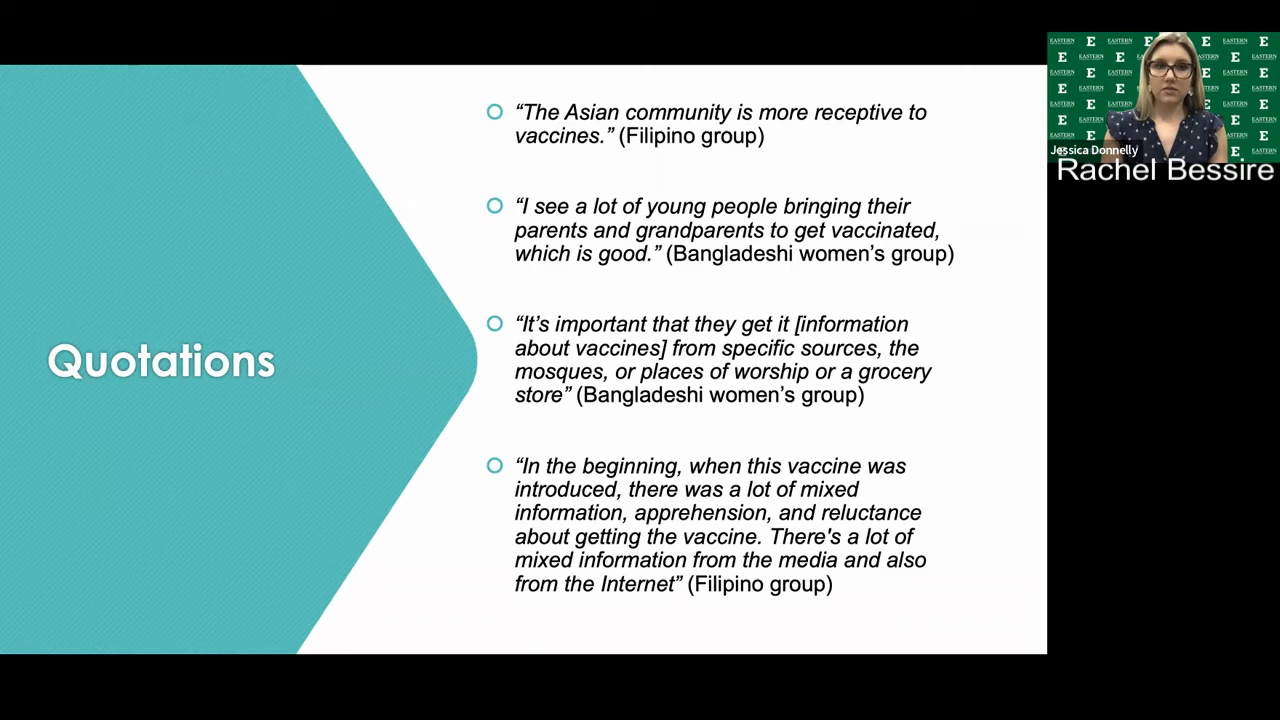 Quotations
“The Asian community is more receptive to
vaccines.” (Filipino group)
“I see a lot of young people bringing their
parents and grandparents to get vaccinated,
which is good.” (Bangladeshi women’s group)
“It’s important that they get it [information
about vaccines] from specific sources, the
mosques, or places of worship or a grocery
store” (Bangladeshi women’s group)
“In the beginning, when this vaccine was
introduced, there was a lot of mixed
information, apprehension, and reluctance
about getting the vaccine. There's a lot of
mixed information from the media and also
from the Internet” (Filipino group)
EASTERN E EASTERN
Jessica Donnelly
Rachel Bessire